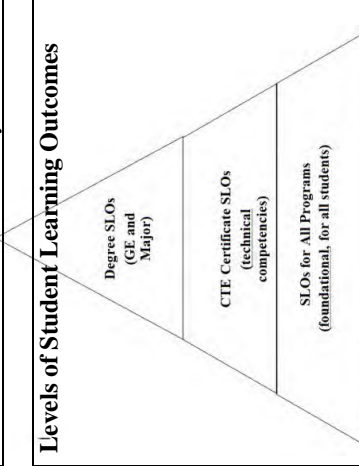 Levels of Student Learning Outcomes
Degree SLOs
(GE and
Major)
CTE Certificate SLOs
(technical
competencies)
SLOs for All Programs
(foundational, for all students)